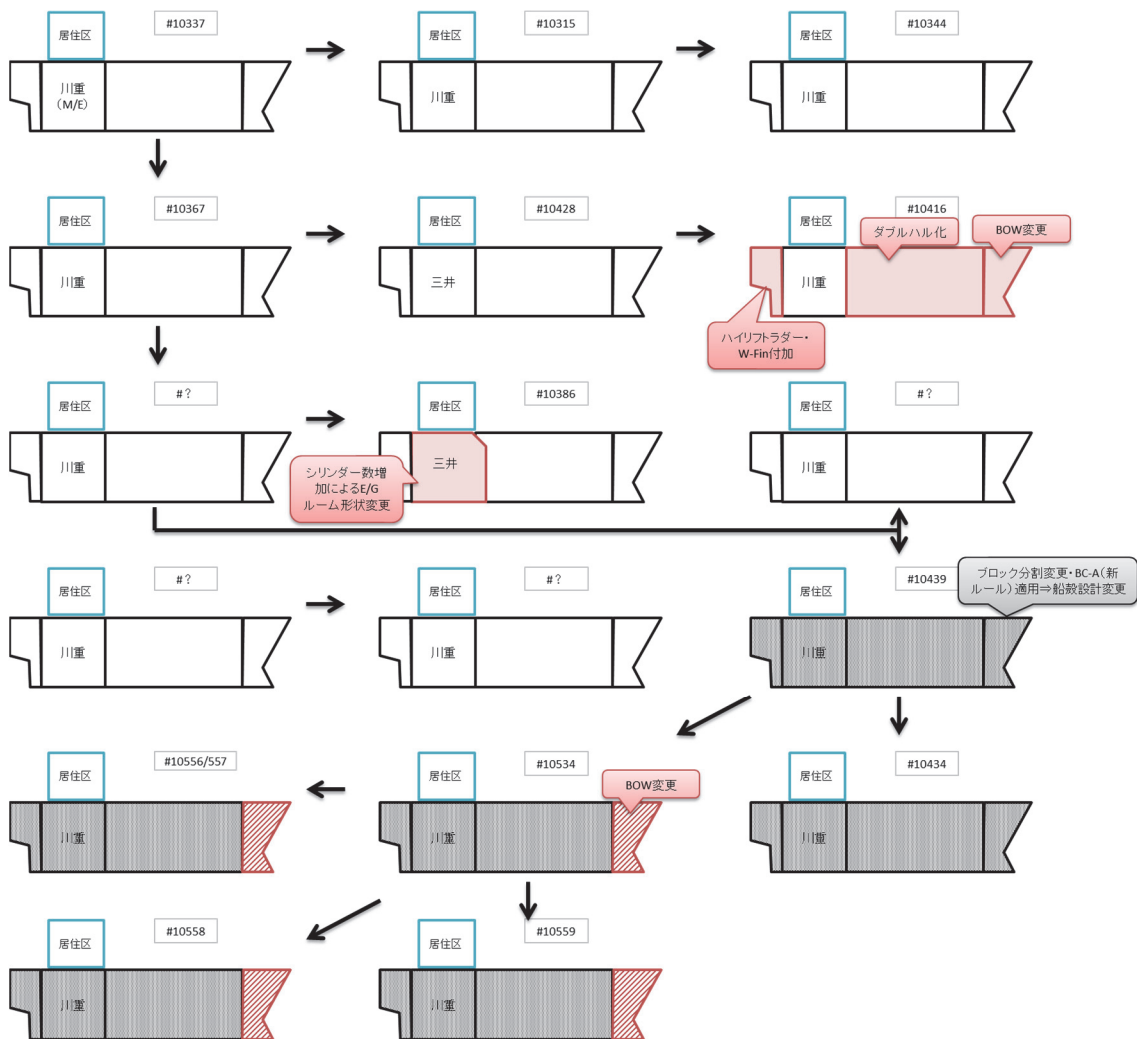 居住区
#10337
川重
(M/E)
居住区
#10315
川重
居住区
#10344
川重
居住区
#10367
川重
居住区
#10428
三井
居住区
#10416
ダブルハル化
BOW変更
川重
ハイリフトラダー・
W-Fin付加
居住区
#?
川重
居住区
#10386
三井
シリンダー数増
加によるE/G
ルーム形状変更
居住区
#?
川重
居住区
#?
川重
居住区
#?
川重
居住区
#10439
ブロック分割変更・BC-A(新
ルール)適用⇒船殻設計変更
川重
居住区
#10556/557
川重
居住区
#10534
BOW変更
川重
居住区
#10434
川重
居住区
#10558
川重
居住区
#10559
川重